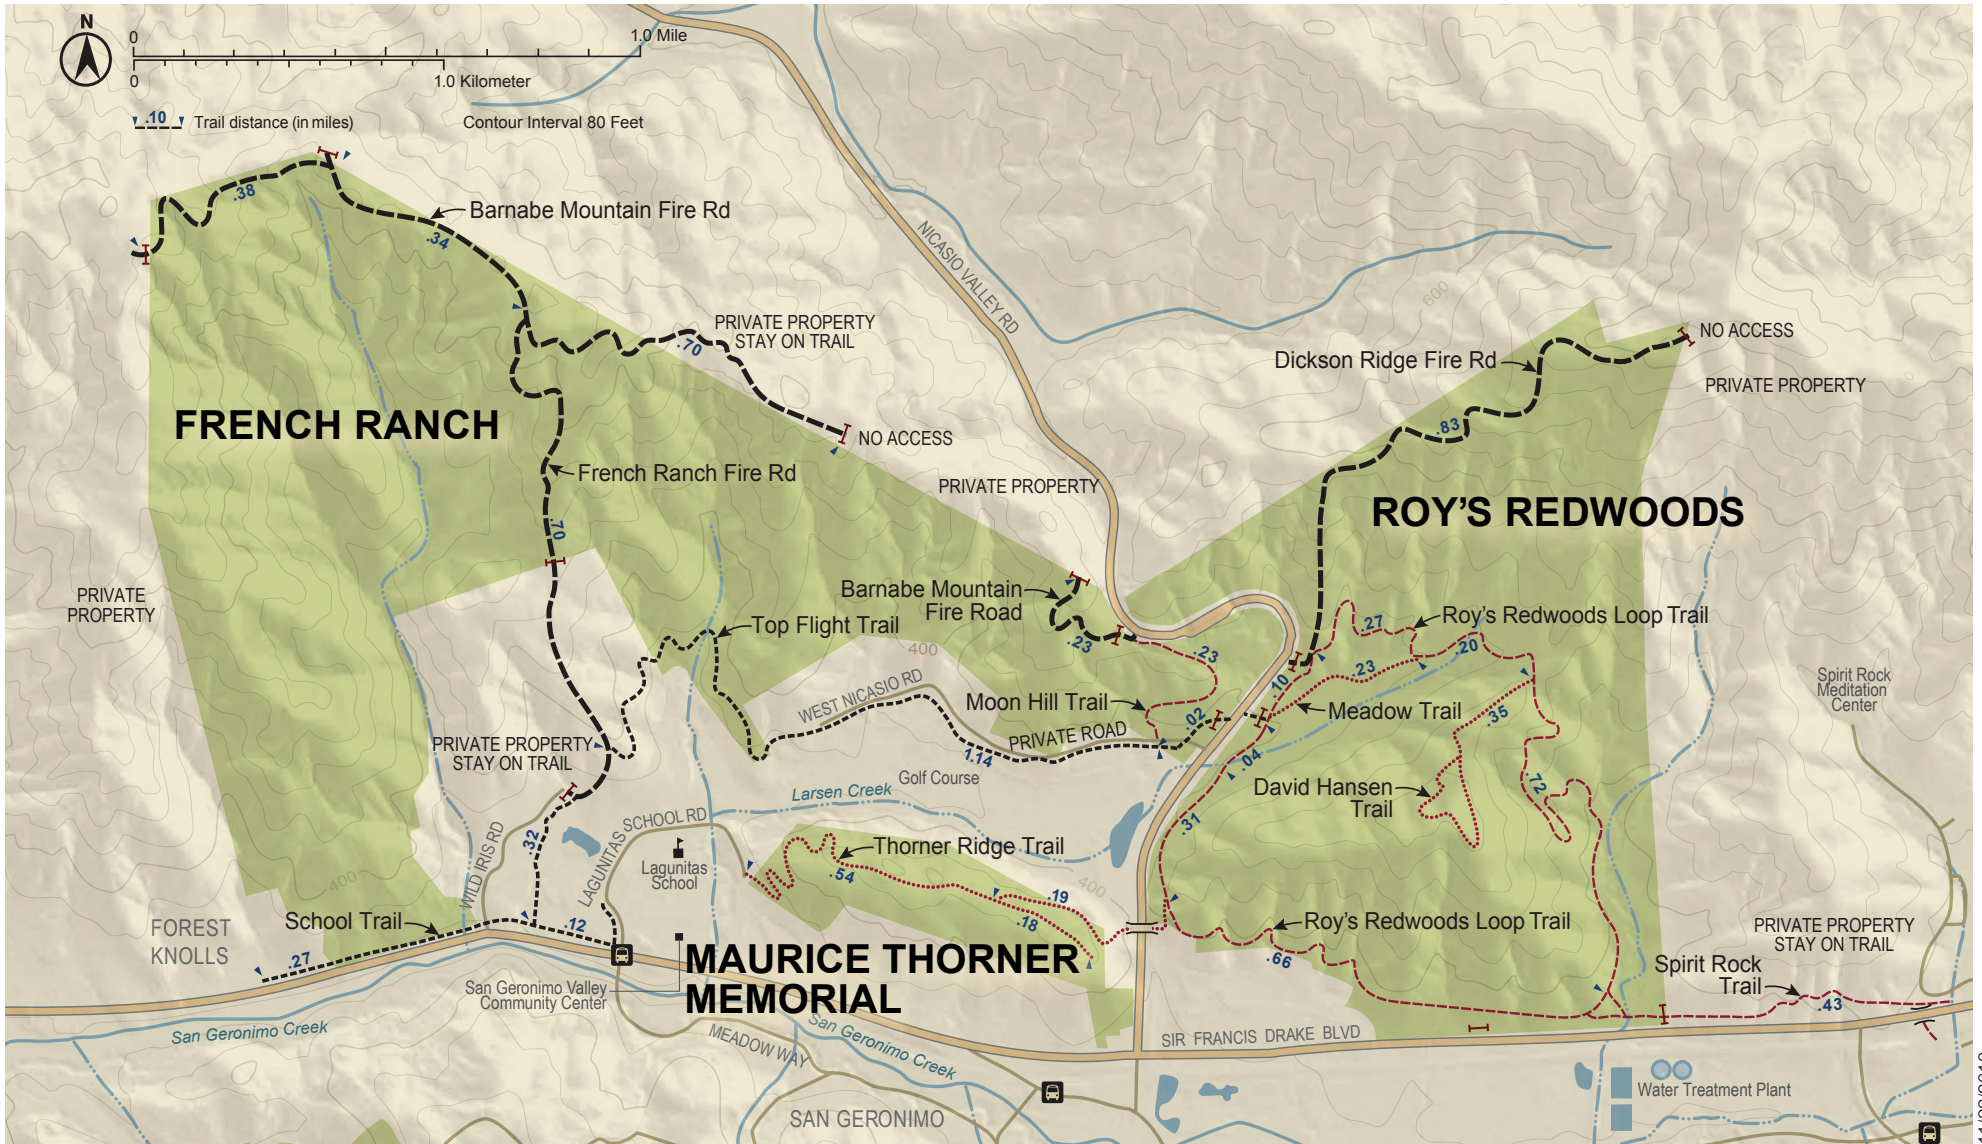 N
0
1.0 Mile
0
1.0 Kilometer
.10
Trail distance (in miles)
Contour Interval 80 Feet
.38
Barnabe Mountain Fire Rd
.34
NICASIO VALLEY RD
600
PRIVATE PROPERTY
STAY ON TRAIL
.70
NO ACCESS
Dickson Ridge Fire Rd
PRIVATE PROPERTY
FRENCH RANCH
.83
NO ACCESS
French Ranch Fire Rd
PRIVATE PROPERTY
ROY'S REDWOODS
.70
PRIVATE
PROPERTY
Barnabe Mountain
Fire Road
Top Flight Trail
.27
Roy's Redwoods Loop Trail
400
.23
.23
.20
.23
WEST NICASIO RD
Moon Hill Trail
.10
Spirit Rock
Meditation
Center
.02
Meadow Trail
.35
PRIVATE PROPERTY
STAY ON TRAIL
PRIVATE ROAD
1.14
.04
Golf Course
Larsen Creek
David Hansen
Trail
.72
.31
.32
WILD IRIS RD
LAGUNITAS SCHOOL RD
Lagunitas
School
Thorner Ridge Trail
.54
400
.19
400
.18
FOREST
KNOLLS
School Trail
.12
Roy's Redwoods Loop Trail
PRIVATE PROPERTY
STAY ON TRAIL
.27
MAURICE THORNER
MEMORIAL
.66
Spirit Rock
Trail
San Geronimo Valley
Community Center
.43
San Geronimo Creek
MEADOW WAY
San Geronimo Creek
SIR FRANCIS DRAKE BLVD
Water Treatment Plant
SAN GERONIMO